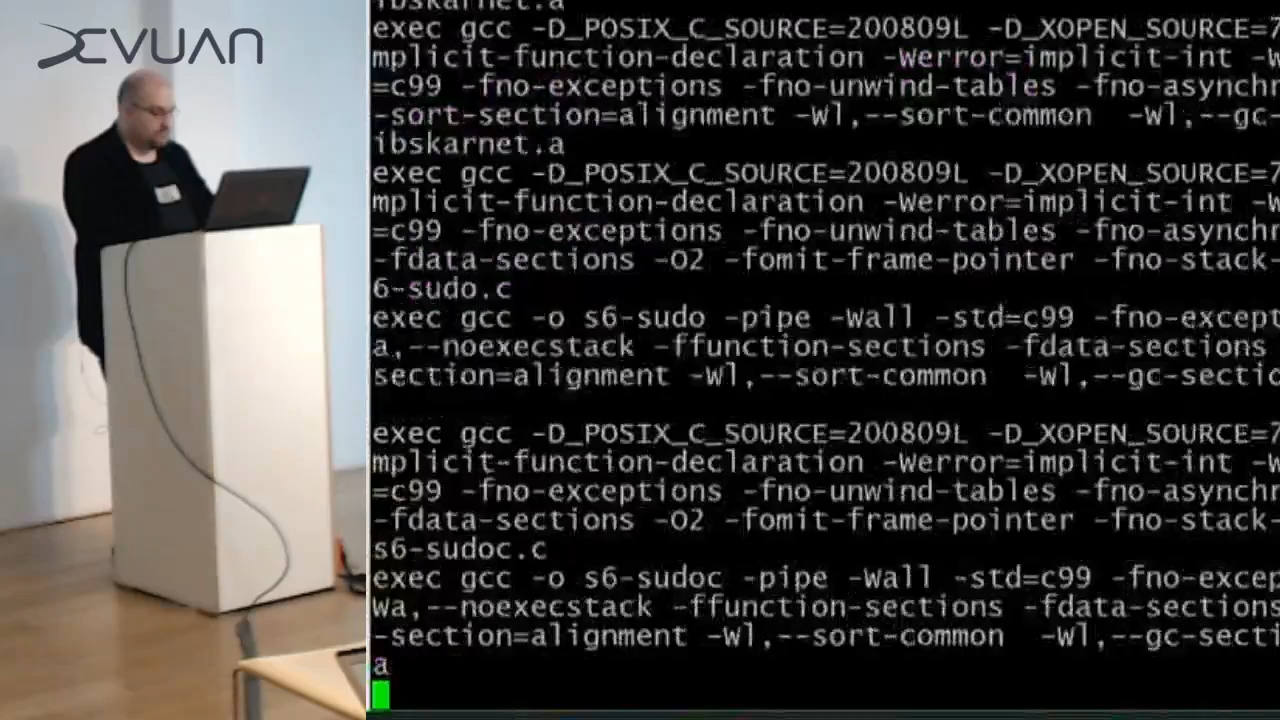 DEVUAN
ibskarnet.a
exec gcc -D_POSIX_C_SOURCE=200809L -D_XOPEN_SOURCE=7
mplicit-function-declaration -Werror=implicit-int -W
=c99 -fno-exceptions -fno-unwind-tables -fno-asynchr
-sort-section=alignment -Wl,--sort-common  -Wl,--gc-
ibskarnet.a
exec gcc -D_POSIX_C_SOURCE=200809L -D_XOPEN_SOURCE=7
mplicit-function-declaration -Werror=implicit-int -W
=c99 -fno-exceptions -fno-unwind-tables -fno-asynchr
-fdata-sections -O2 -fomit-frame-pointer -fno-stack-
6-sudo.c
exec gcc -o s6-sudo -pipe -Wall -std=c99 -fno-except
a,--noexecstack -ffunction-sections -fdata-sections
section=alignment -Wl,--sort-common  -Wl,--gc-sectio
exec gcc -D_POSIX_C_SOURCE=200809L -D_XOPEN_SOURCE=7
mplicit-function-declaration -Werror=implicit-int -W
=c99 -fno-exceptions -fno-unwind-tables -fno-asynchr
-fdata-sections -O2 -fomit-frame-pointer -fno-stack-
s6-sudoc.c
exec gcc -o s6-sudoc -pipe -Wall -std=c99 -fno-excep
Wa,--noexecstack -ffunction-sections -fdata-sections
-section=alignment -Wl,--sort-common  -Wl,--gc-secti
a